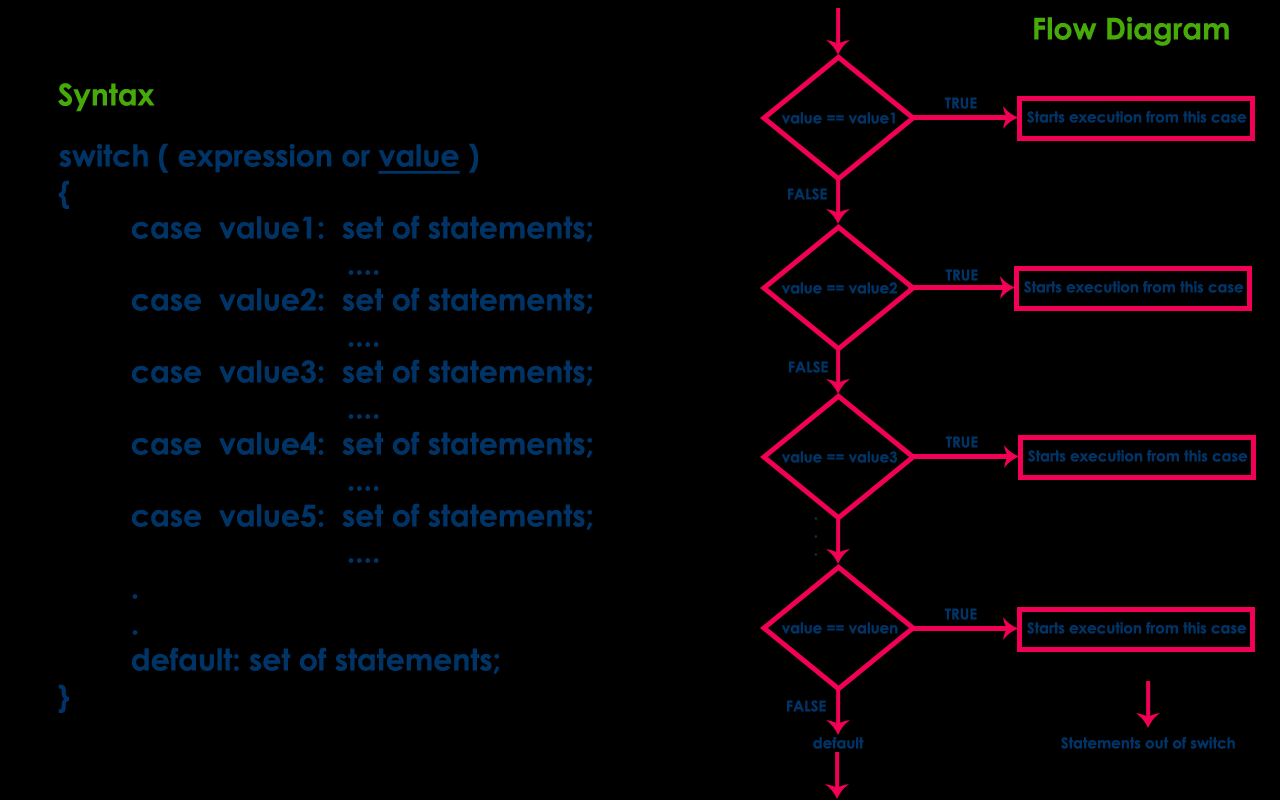 Syntax
switch ( expression or value )
{
case value1: set of statements;
....
case value2: set of statements;
....
case value3: set of statements;
....
case value4: set of statements;
....
case value5: set of statements;
....
.
.
default: set of statements;
}
Flow Diagram
value == value1
TRUE
Starts execution from this case
FALSE
value == value2
TRUE
Starts execution from this case
FALSE
value == value3
TRUE
Starts execution from this case
.
.
.
value == valuen
TRUE
Starts execution from this case
FALSE
default
Statements out of switch